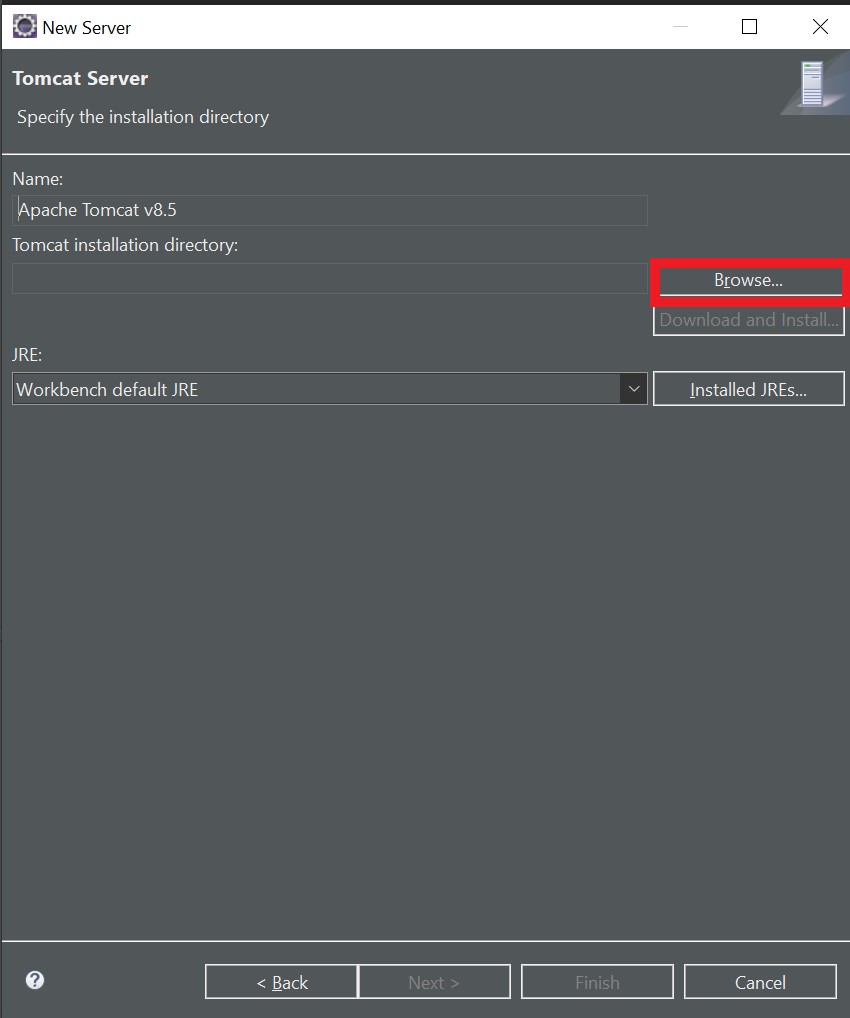 New Server
Tomcat Server
Specify the installation directory
Name:
Apache Tomcat v8.5
Tomcat installation directory:
Browse...
Download and Install...
JRE:
Workbench default JRE
Installed JREs...
?
< Back
Next >
Finish
Cancel